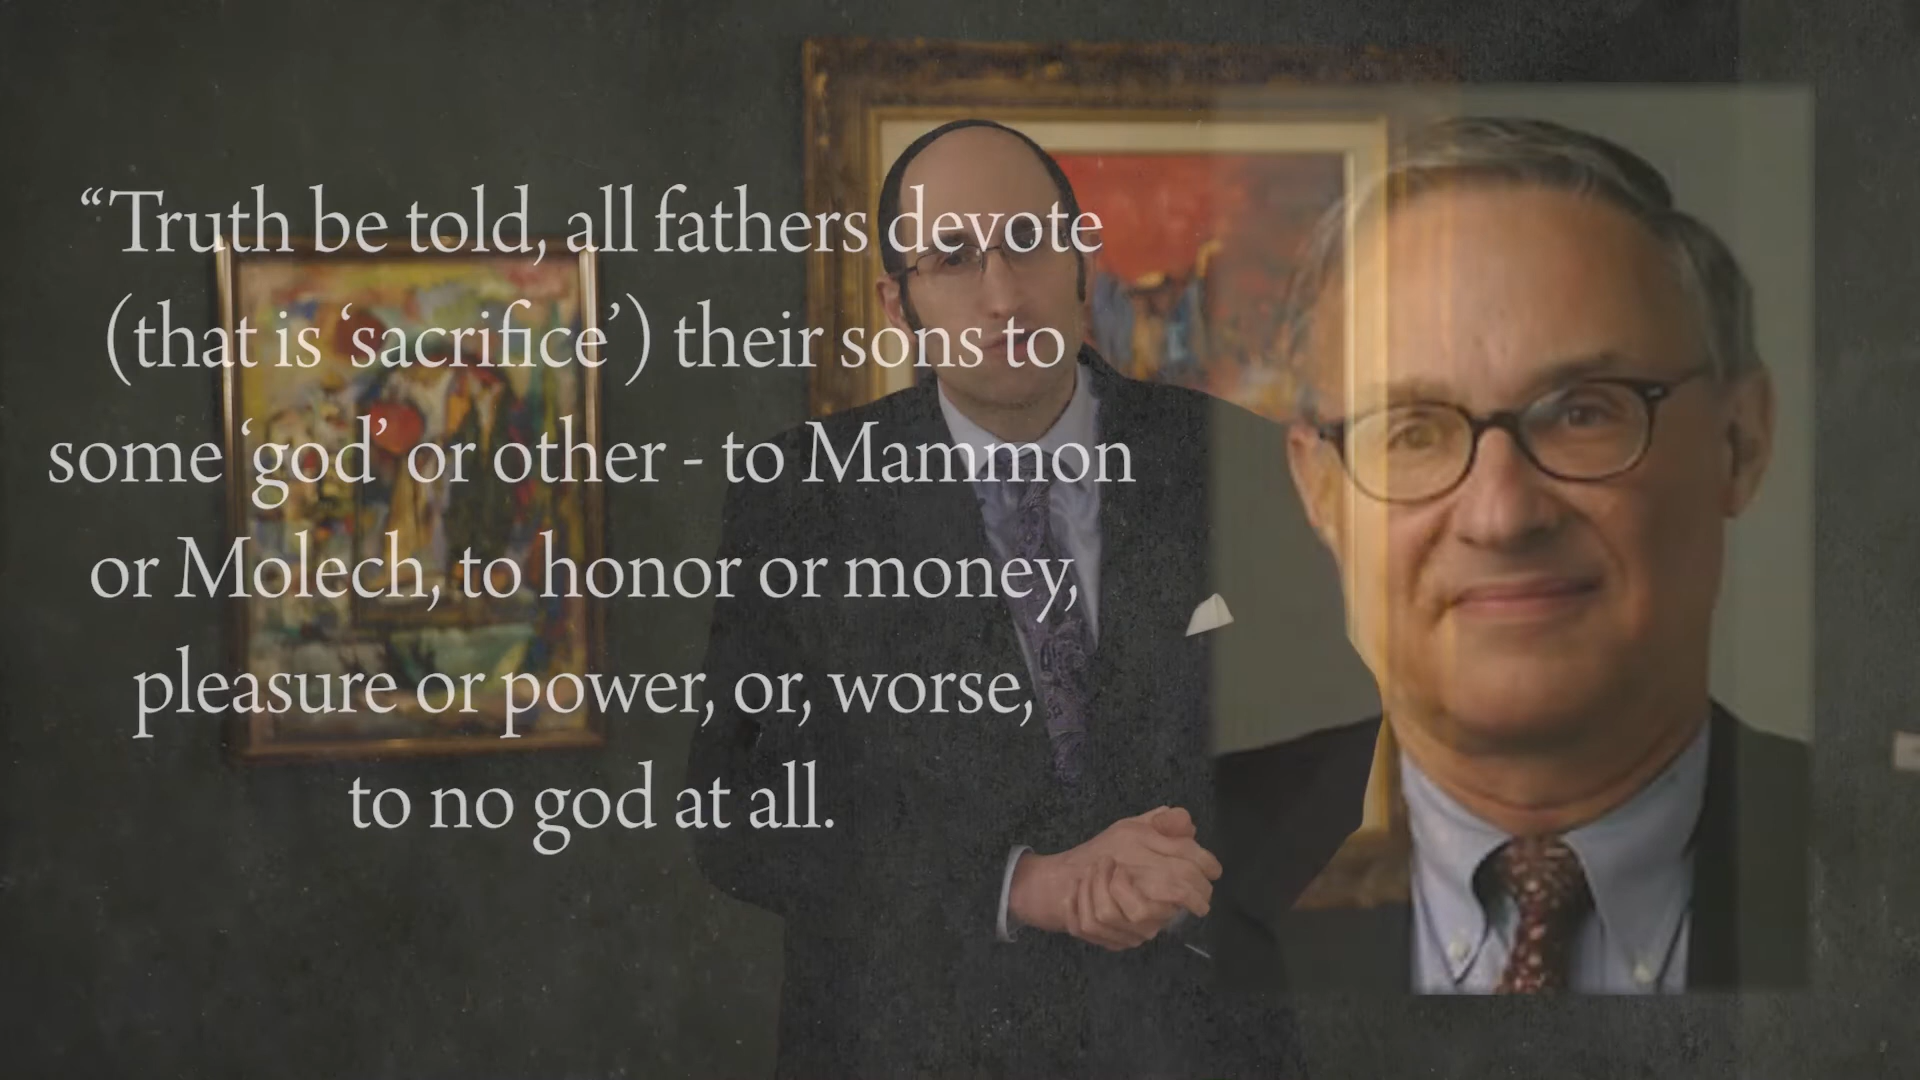 “Truth be told, all fathers devote
(that is ‘sacrifice’) their sons to
some ‘god’ or other - to Mammon
or Molech, to honor or money,
pleasure or power, or, worse,
to no god at all.